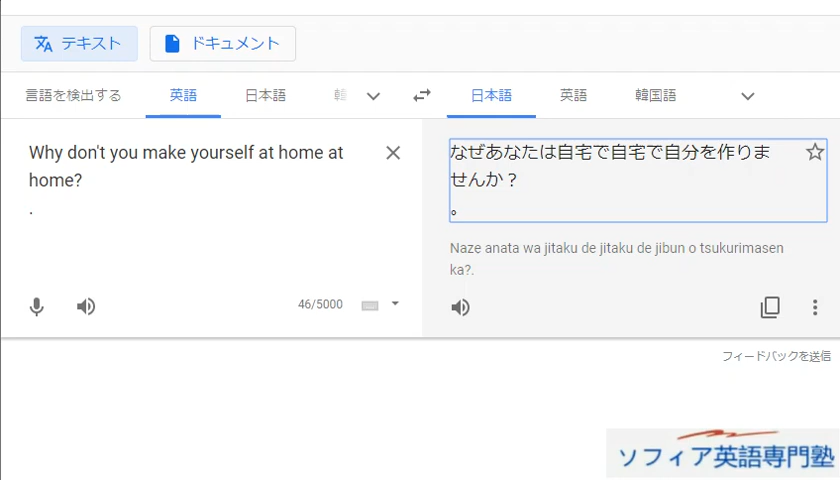 テキスト ドキュメント
言語を検出する 英語 日本語 韓 日本語 英語 韓国語
Why don't you make yourself at home at
home?
.
なぜあなたは自宅で自宅で自分を作りま
せんか？
。
Naze anata wa jitaku de jitaku de jibun o tsukurimasen
ka?.
46/5000
フィードバックを送信
ソフィア英語専門塾